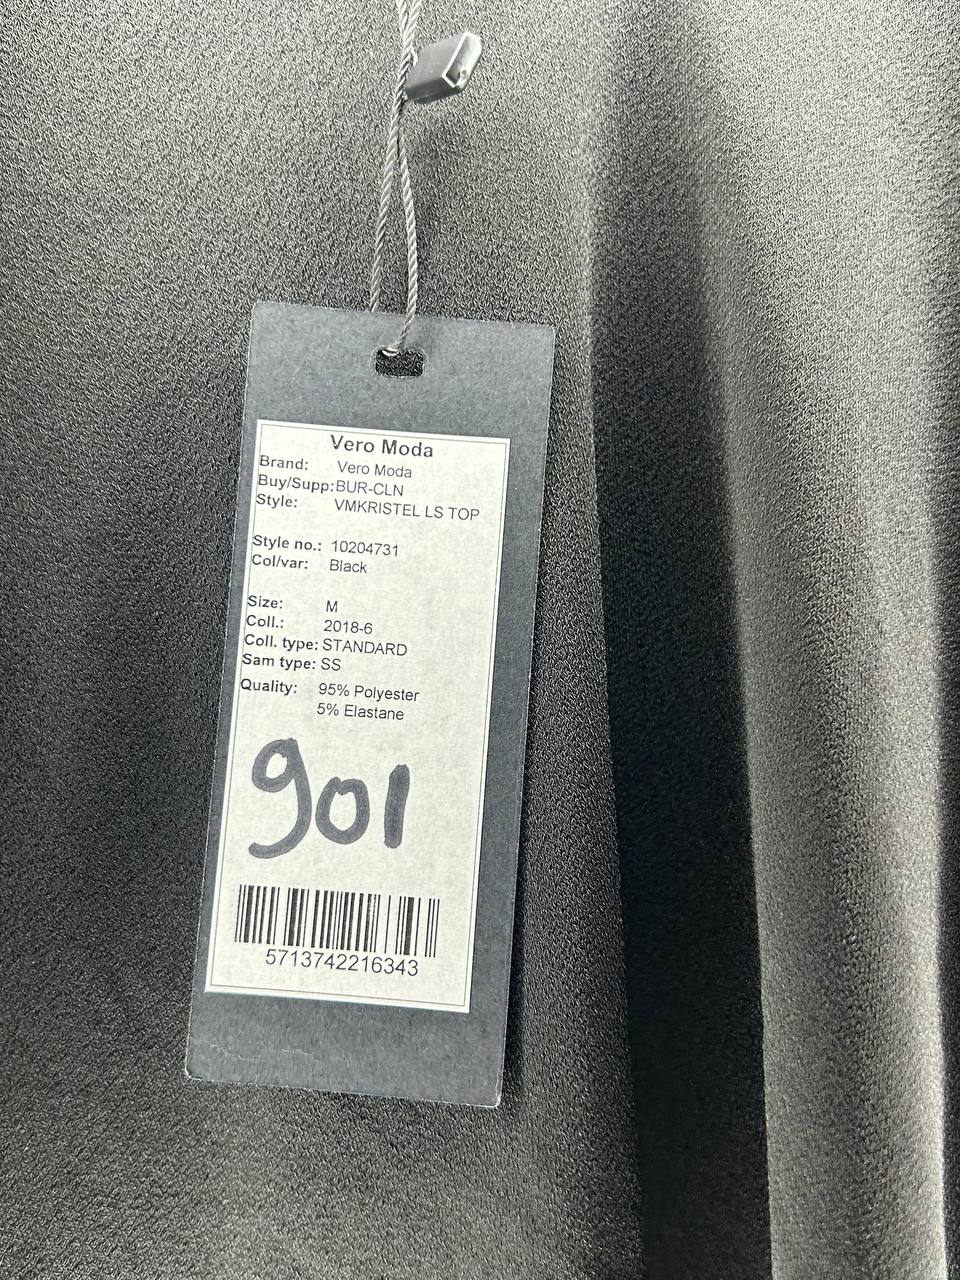 Vero Moda
Brand: Vero Moda
Buy/Supp:BUR-CLN
Style: VMKRISTEL LS TOP
Style no.: 10204731
Col/var: Black
Size: M
Coll.: 2018-6
Coll. type: STANDARD
Sam type: SS
Quality: 95% Polyester
5% Elastane
901
5713742216343